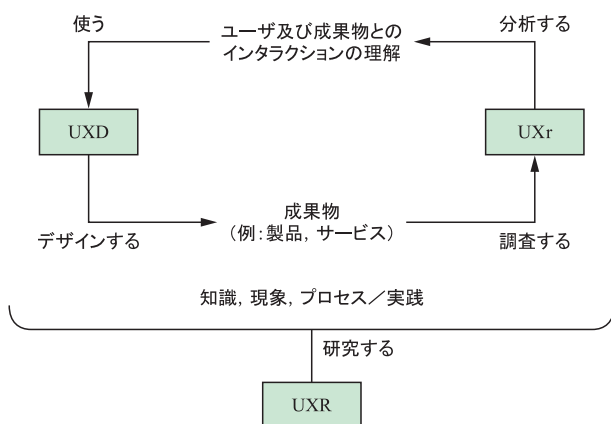 使う
ユーザ及び成果物との
インタラクションの理解
分析する
UXD
UXr
デザインする
成果物
(例:製品,サービス)
調査する
知識,現象,プロセス/実践
研究する
UXR